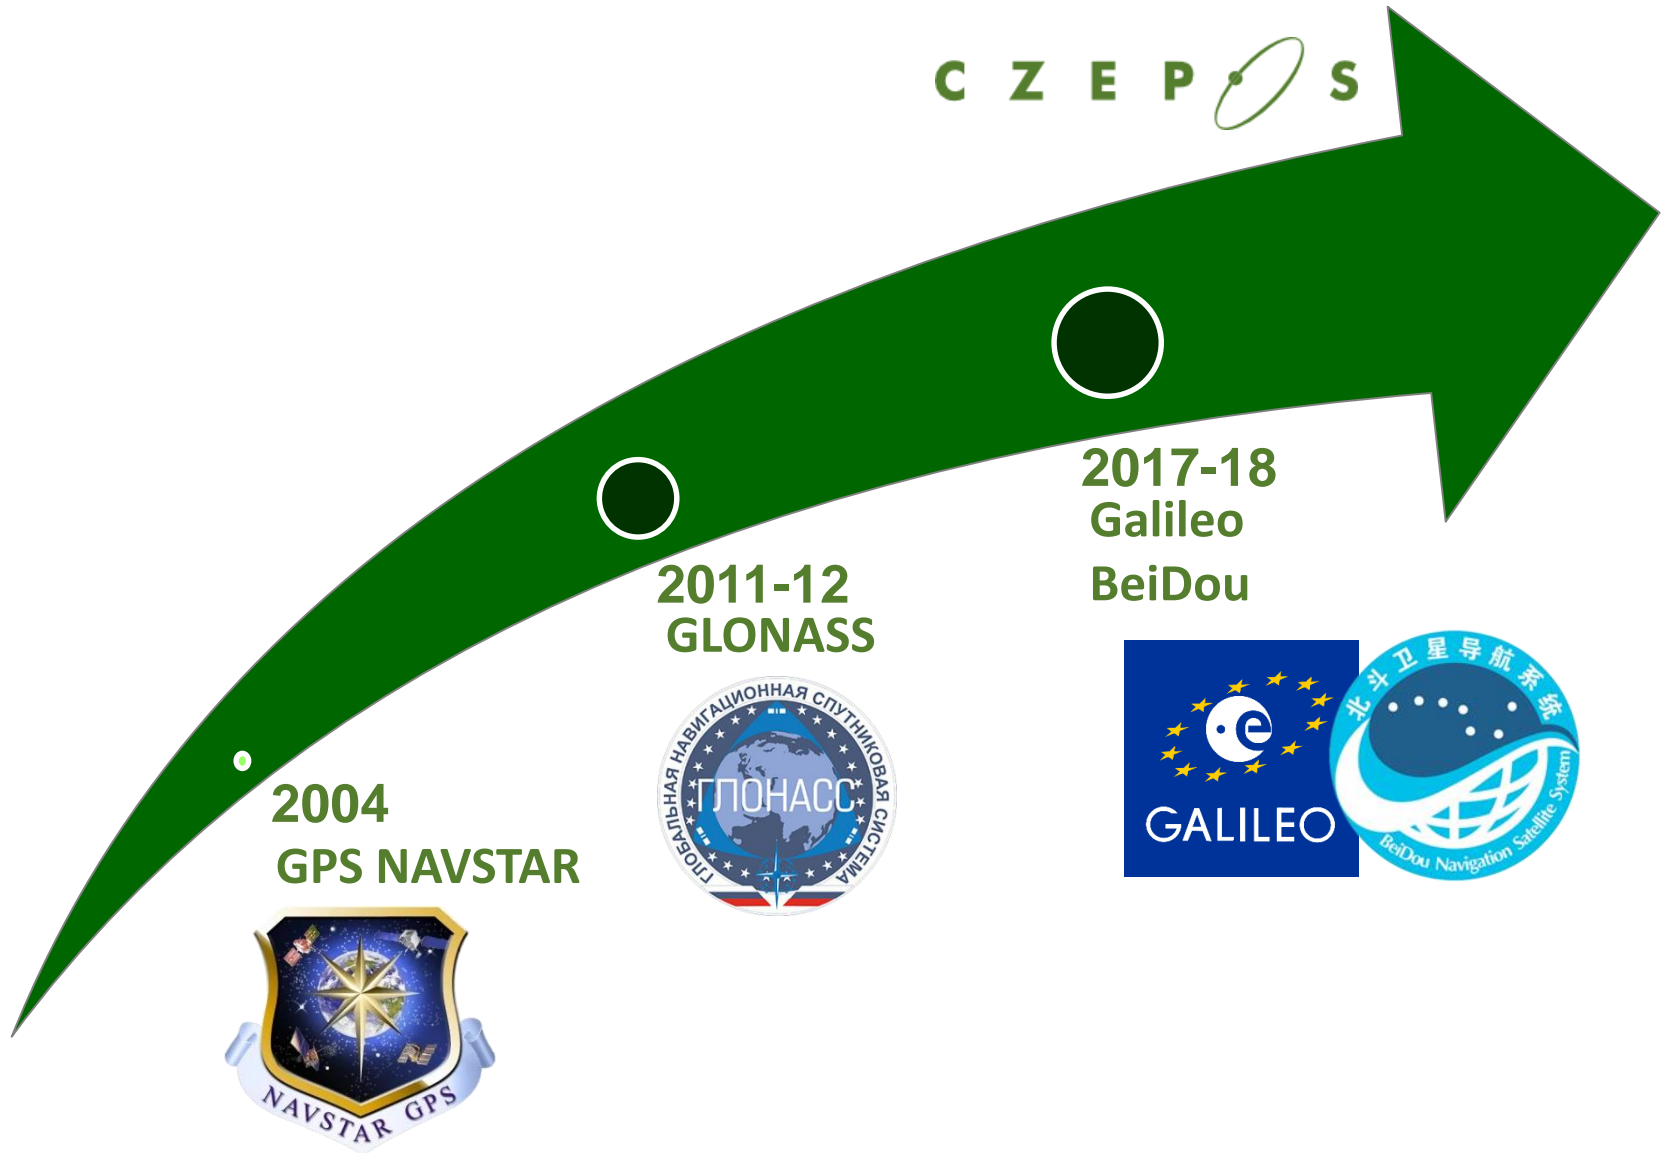 CZEPOS
2017-18
Galileo
BeiDou
2011-12
GLONASS
2004
GPS NAVSTAR
ГЛОБАЛЬНАЯ НАВИГАЦИОННАЯ СПУТНИКОВАЯ СИСТЕМА
ГЛОНАСС
GALILEO
北斗卫星导航系统
BeiDou Navigation Satellite System
NAVSTAR GPS